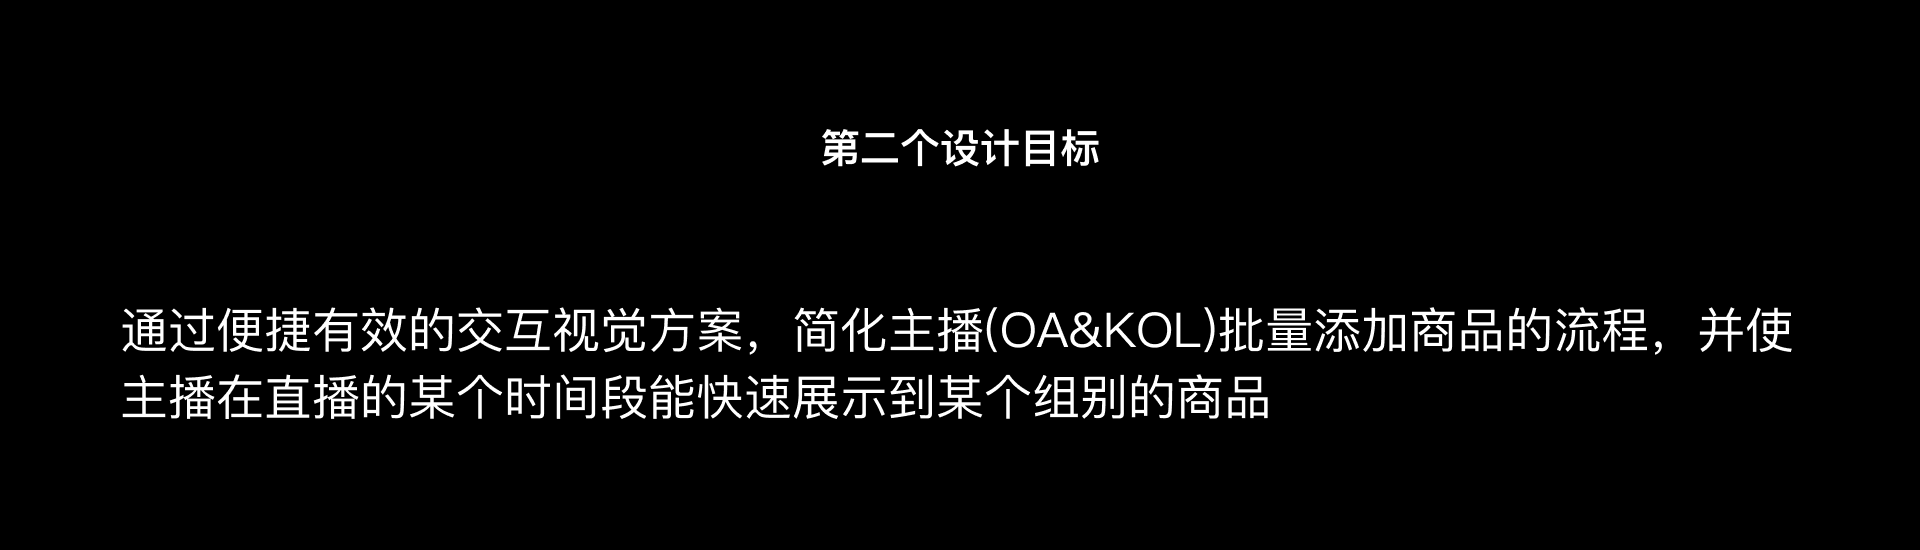 第二个设计目标
通过便捷有效的交互视觉方案，简化主播(OA&KOL)批量添加商品的流程，并使
主播在直播的某个时间段能快速展示到某个组别的商品